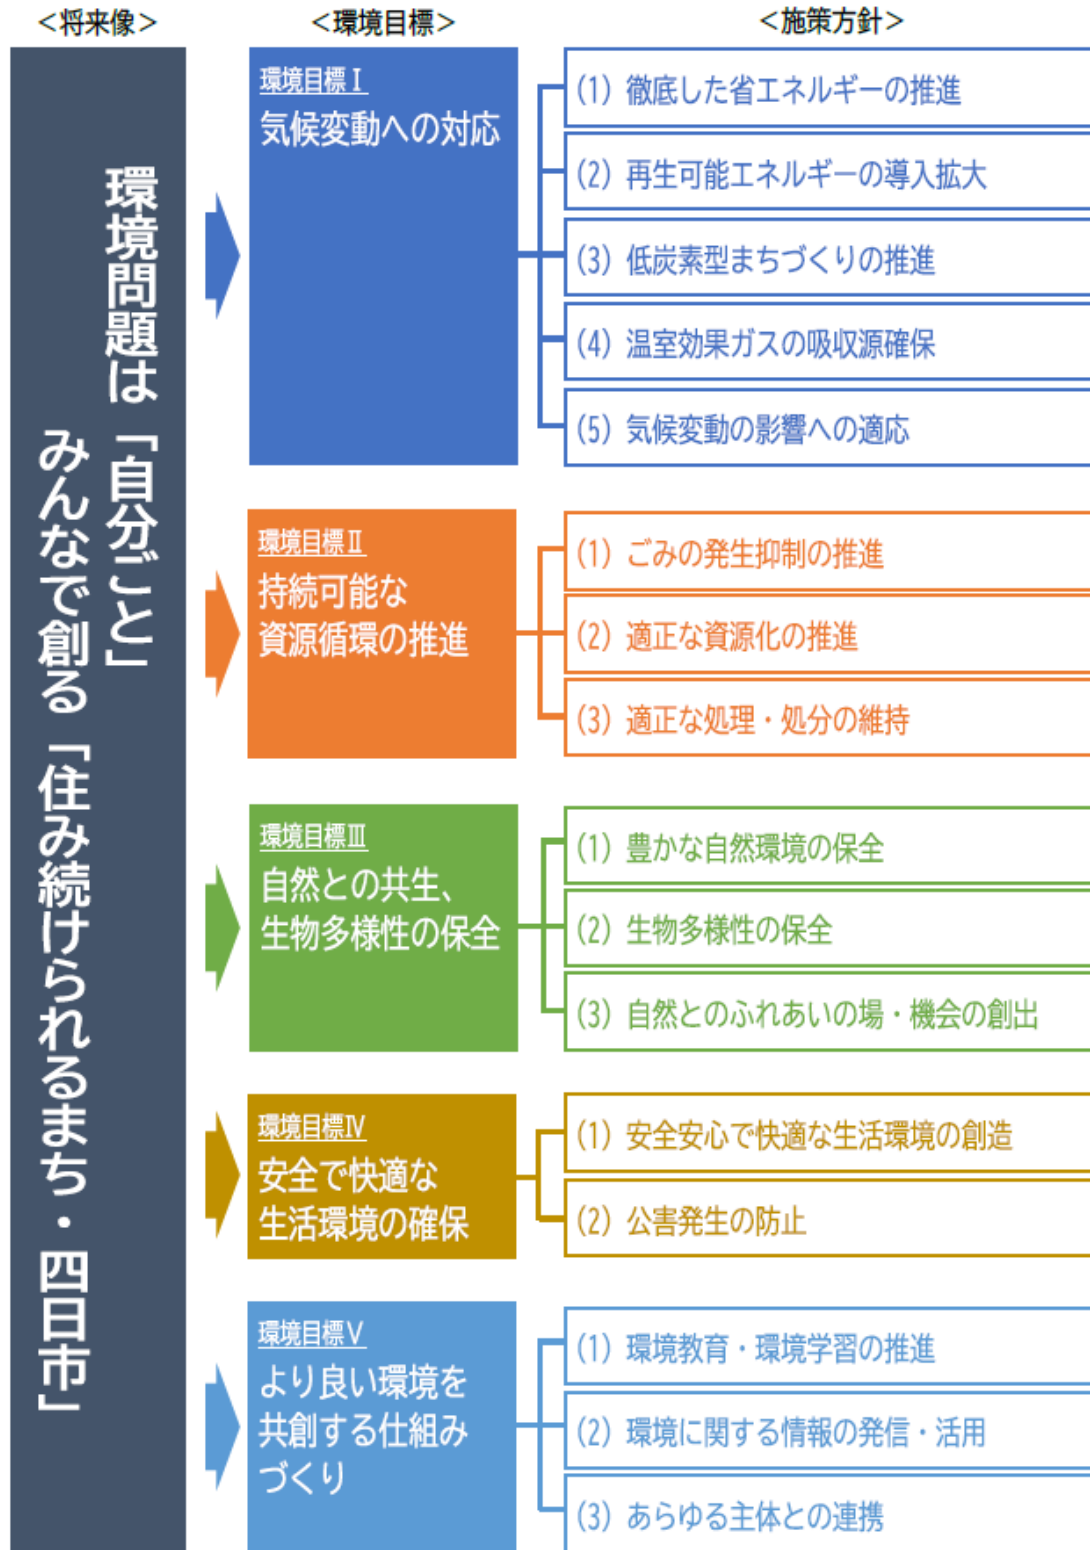 ＜将来像＞
＜環境目標＞
＜施策方針＞
環境問題は「自分ごと」
みんなで創る「住み続けられるまち・四日市」
環境目標Ⅰ
気候変動への対応
(1) 徹底した省エネルギーの推進
(2) 再生可能エネルギーの導入拡大
(3) 低炭素型まちづくりの推進
(4) 温室効果ガスの吸収源確保
(5) 気候変動の影響への適応
環境目標Ⅱ
持続可能な
資源循環の推進
(1) ごみの発生抑制の推進
(2) 適正な資源化の推進
(3) 適正な処理・処分の維持
環境目標Ⅲ
自然との共生、
生物多様性の保全
(1) 豊かな自然環境の保全
(2) 生物多様性の保全
(3) 自然とのふれあいの場・機会の創出
環境目標Ⅳ
安全で快適な
生活環境の確保
(1) 安全安心で快適な生活環境の創造
(2) 公害発生の防止
環境目標Ⅴ
より良い環境を
共創する仕組み
づくり
(1) 環境教育・環境学習の推進
(2) 環境に関する情報の発信・活用
(3) あらゆる主体との連携